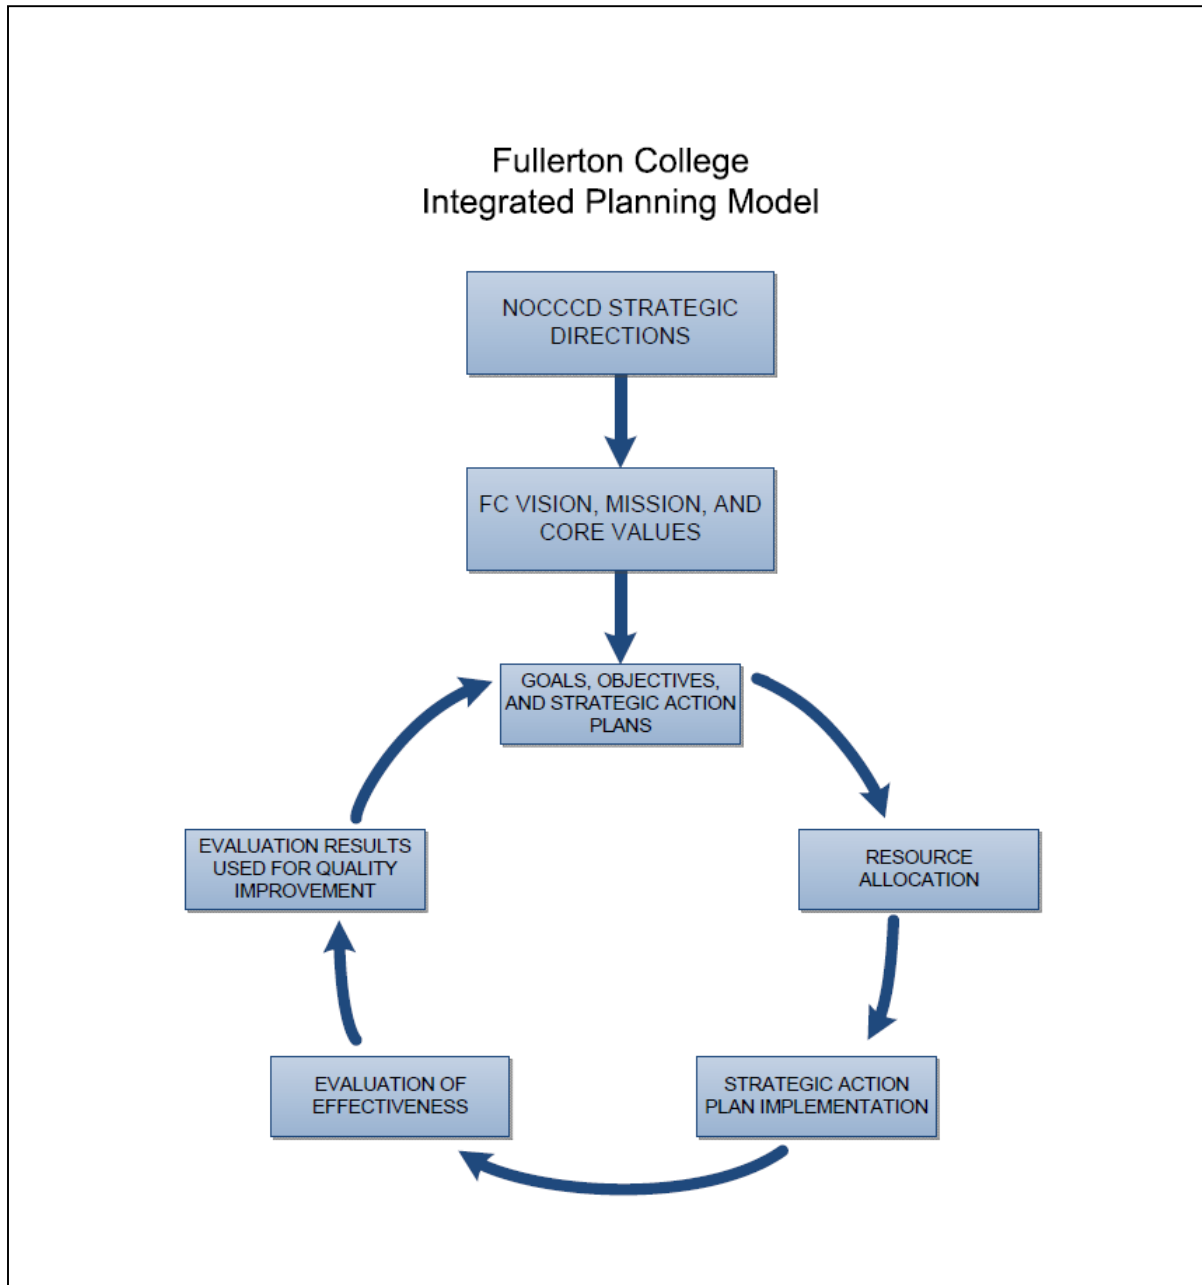 Fullerton College
Integrated Planning Model
NOCCCD STRATEGIC
DIRECTIONS
FC VISION, MISSION, AND
CORE VALUES
GOALS, OBJECTIVES,
AND STRATEGIC ACTION
PLANS
EVALUATION RESULTS
USED FOR QUALITY
IMPROVEMENT
RESOURCE
ALLOCATION
EVALUATION OF
EFFECTIVENESS
STRATEGIC ACTION
PLAN IMPLEMENTATION